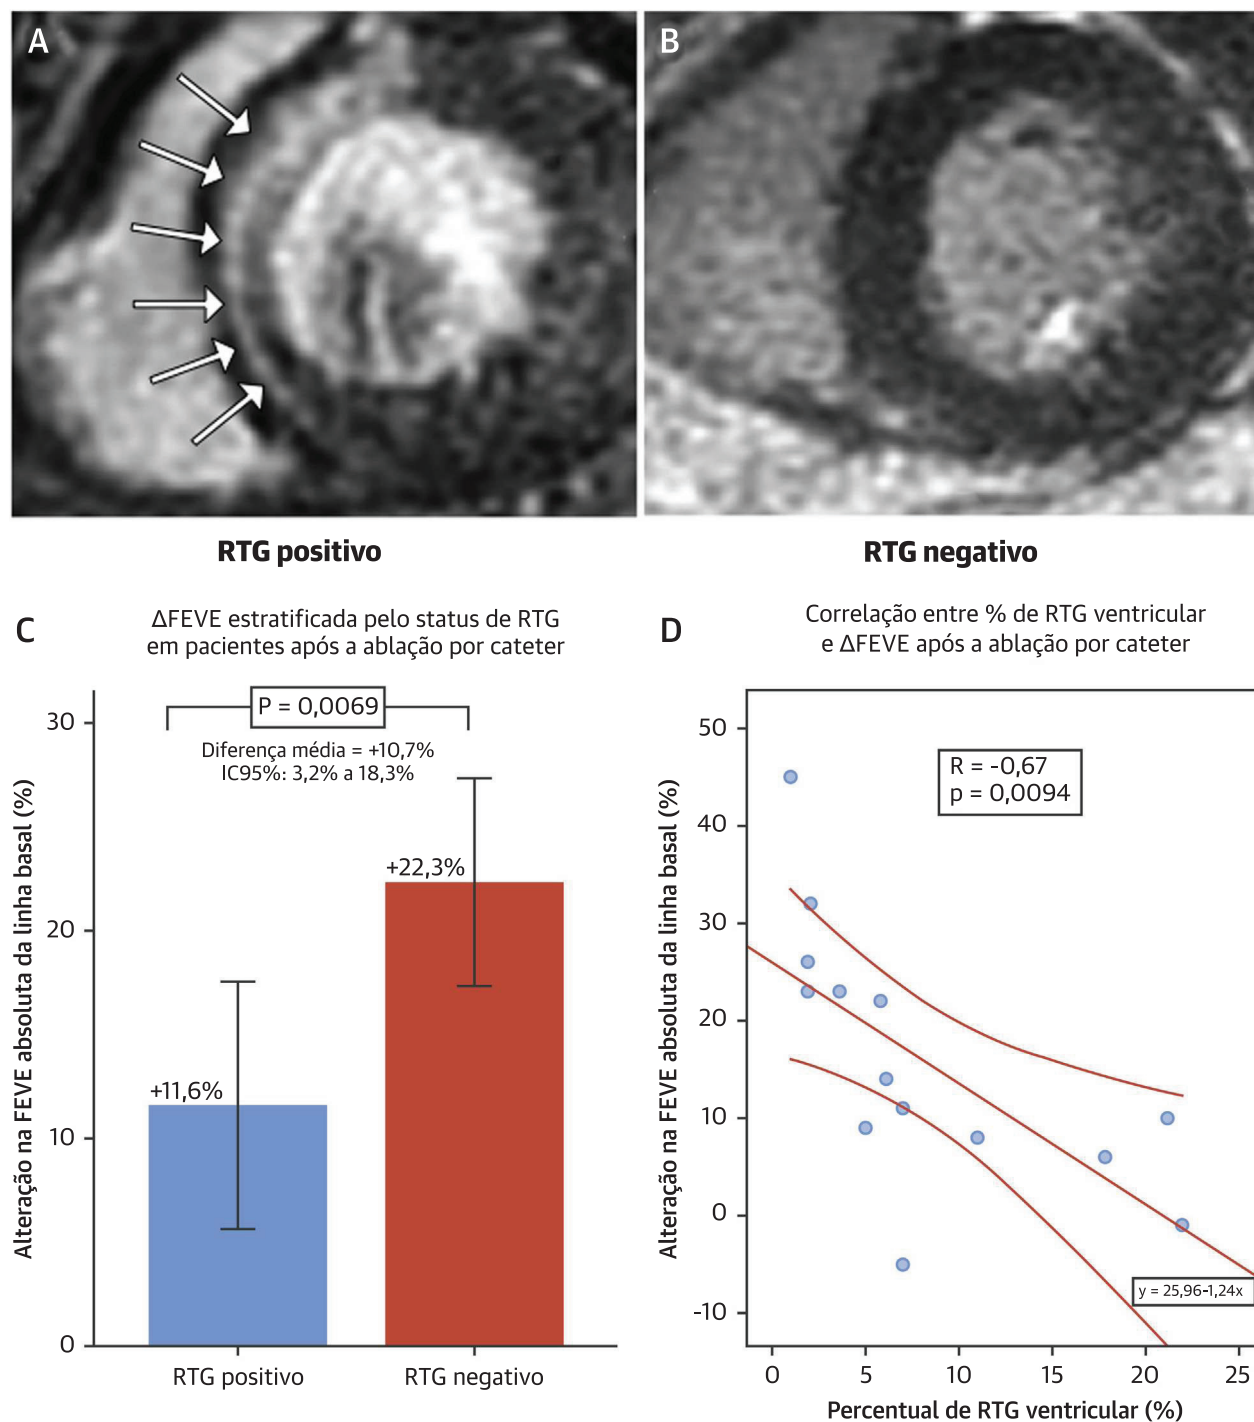 A
B
RTG positivo
RTG negativo
C
ΔFEVE estratificada pelo status de RTG
em pacientes após a ablação por cateter
Alteração na FEVE absoluta da linha basal (%)
30
20
10
0
P = 0,0069
Diferença média = +10,7%
IC95%: 3,2% a 18,3%
+11,6%
+22,3%
RTG positivo
RTG negativo
D
Correlação entre % de RTG ventricular
e ΔFEVE após a ablação por cateter
Alteração na FEVE absoluta da linha basal (%)
50
40
30
20
10
0
-10
R = -0,67
p = 0,0094
y = 25,96-1,24x
0
5
10
15
20
25
Percentual de RTG ventricular (%)